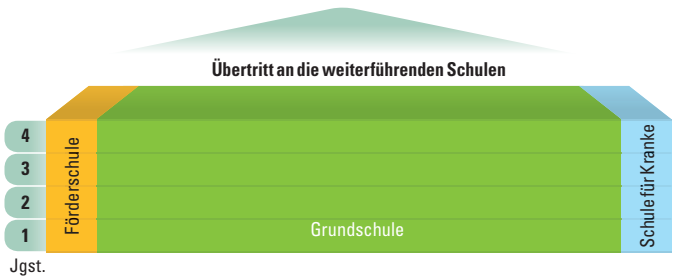 Übertritt an die weiterführenden Schulen
4
3
2
1
Jgst.
Förderschule
Grundschule
Schule für Kranke